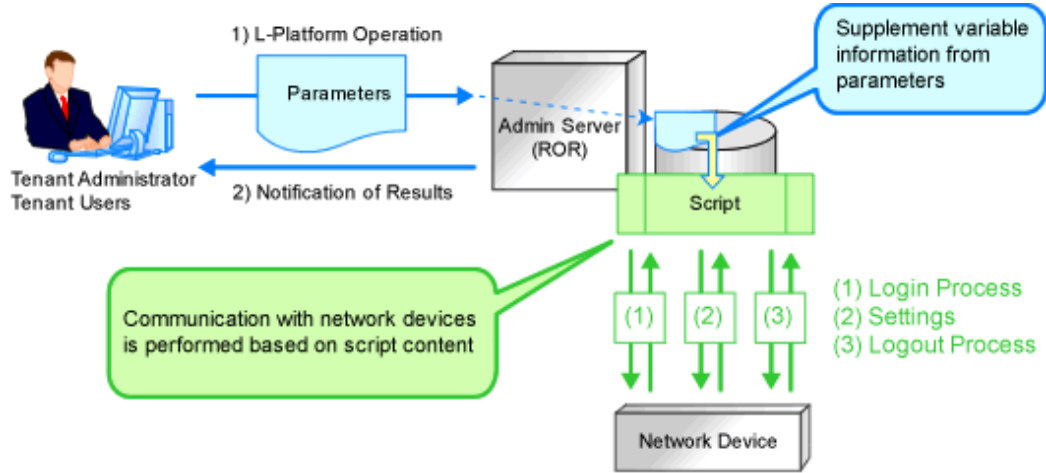 1) L-Platform Operation
Parameters
Supplement variable
information from
parameters
Admin Server
(ROR)
Tenant Administrator
Tenant Users
2) Notification of Results
Script
Communication with network devices
is performed based on script content
(1)
(2)
(3)
(1) Login Process
(2) Settings
(3) Logout Process
Network Device